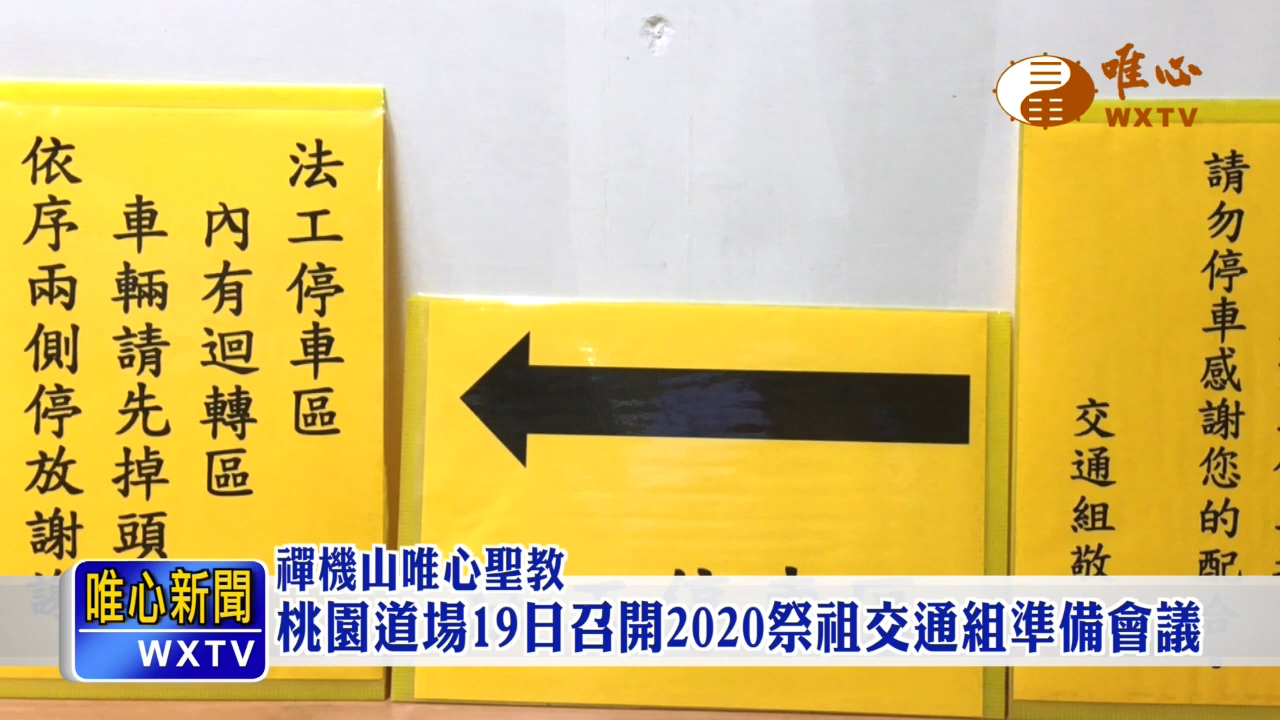 唯心
WXTV
法工停車區
內有迴轉區
車輛請先掉頭
依序兩側停放謝謝
請勿停車感謝您的配合
交通組敬
禪機山唯心聖教
唯心新聞
WXTV
桃園道場19日召開2020祭祖交通組準備會議